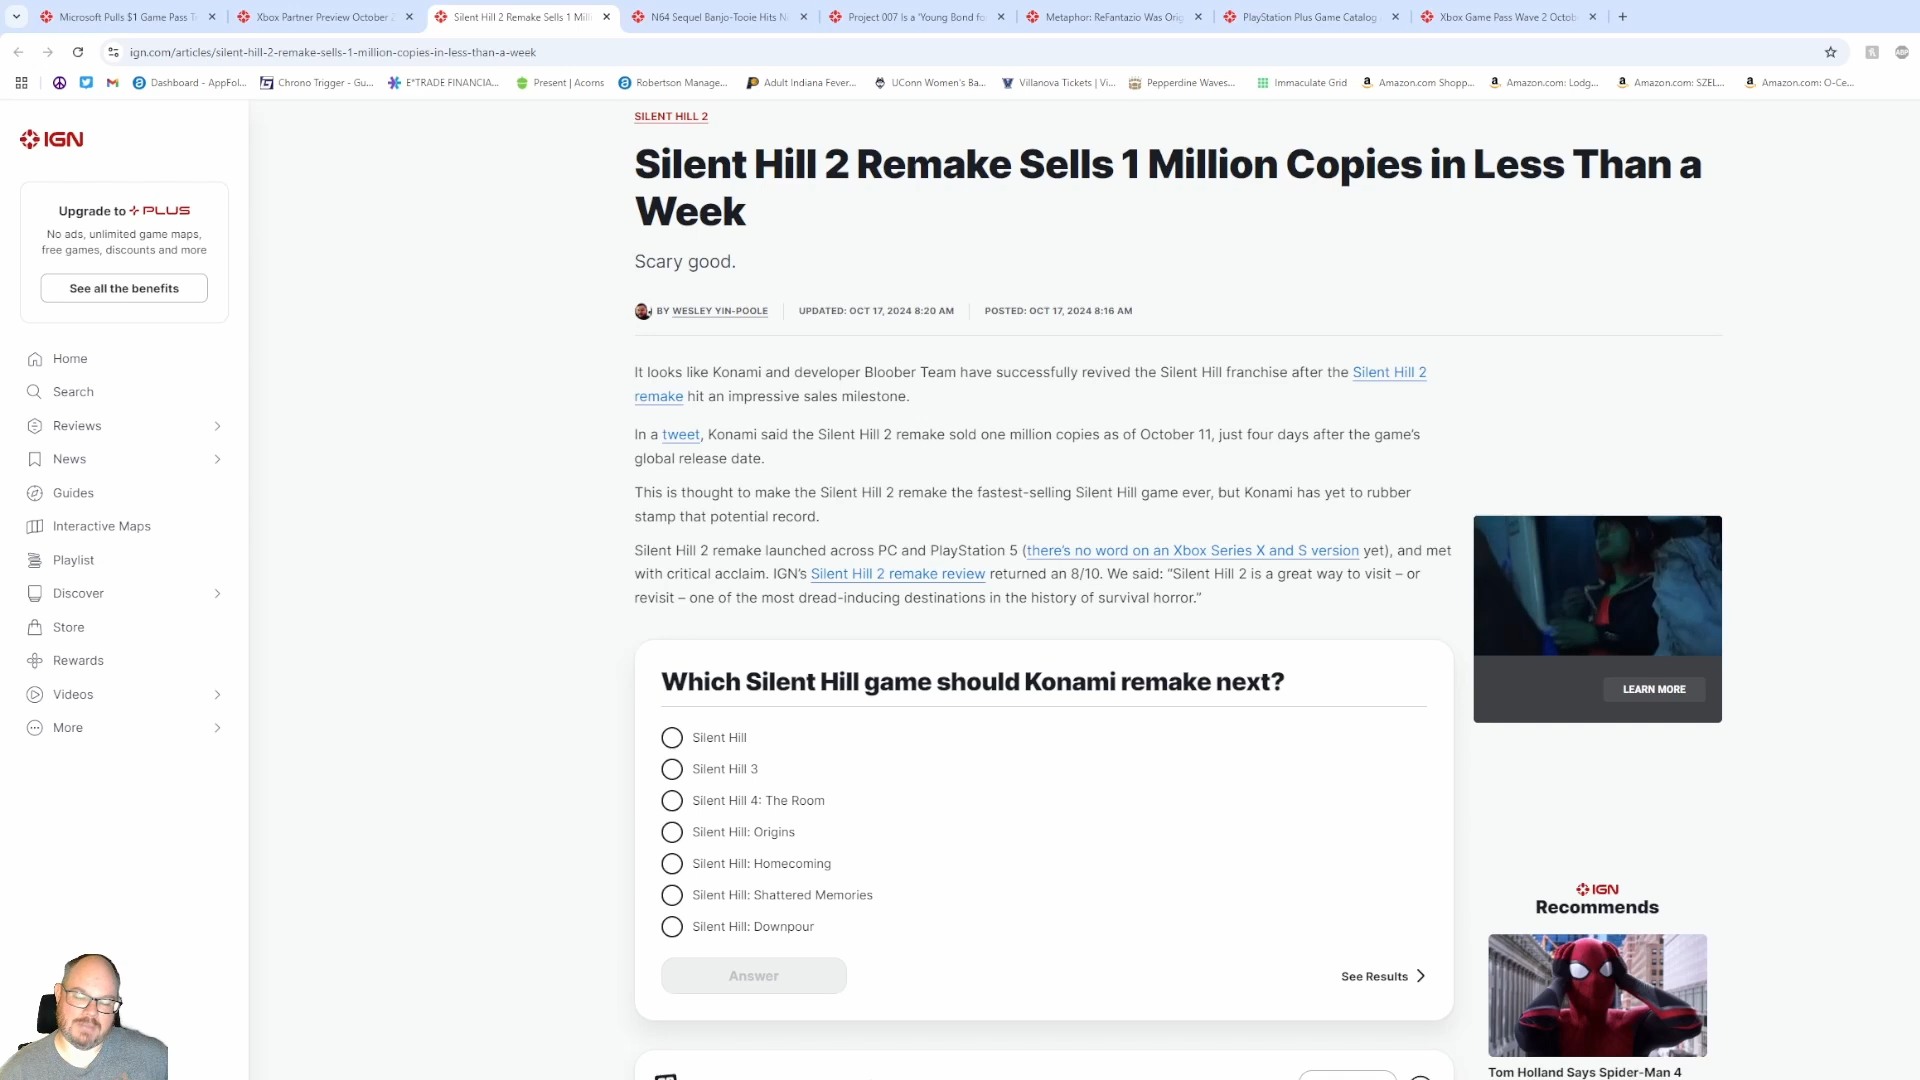 Microsoft Pulls $1 Game Pass T
Xbox Partner Preview October 2
Silent Hill 2 Remake Sells 1 Milli
N64 Sequel Banjo-Tooie Hits Ni
Project 007 Is a 'Young Bond fo
Metaphor: ReFantazio Was Orig
PlayStation Plus Game Catalog
Xbox Game Pass Wave 2 Octob
ign.com/articles/silent-hill-2-remake-sells-1-million-copies-in-less-than-a-week
ABP
Dashboard - AppFol...
Chrono Trigger - Gu...
E*TRADE FINANCIA...
Present | Acorns
Robertson Manage...
Adult Indiana Fever...
UConn Women's Ba...
Villanova Tickets | Vi...
Pepperdine Waves...
Immaculate Grid
Amazon.com Shopp...
Amazon.com: Lodg...
Amazon.com: SZEL...
Amazon.com: O-Ce...
IGN
Upgrade to PLUS
No ads, unlimited game maps,
free games, discounts and more
See all the benefits
Home
Search
Reviews
News
Guides
Interactive Maps
Playlist
Discover
Store
Rewards
Videos
More
SILENT HILL 2
Silent Hill 2 Remake Sells 1 Million Copies in Less Than a
Week
Scary good.
BY WESLEY YIN-POOLE
UPDATED: OCT 17, 2024 8:20 AM
POSTED: OCT 17, 2024 8:16 AM
It looks like Konami and developer Bloober Team have successfully revived the Silent Hill franchise after the Silent Hill 2
remake hit an impressive sales milestone.
In a tweet, Konami said the Silent Hill 2 remake sold one million copies as of October 11, just four days after the game's
global release date.
This is thought to make the Silent Hill 2 remake the fastest-selling Silent Hill game ever, but Konami has yet to rubber
stamp that potential record.
Silent Hill 2 remake launched across PC and PlayStation 5 (there's no word on an Xbox Series X and S version yet), and met
with critical acclaim. IGN's Silent Hill 2 remake review returned an 8/10. We said: “Silent Hill 2 is a great way to visit – or
revisit – one of the most dread-inducing destinations in the history of survival horror.”
Which Silent Hill game should Konami remake next?
Silent Hill
Silent Hill 3
Silent Hill 4: The Room
Silent Hill: Origins
Silent Hill: Homecoming
Silent Hill: Shattered Memories
Silent Hill: Downpour
Answer
See Results
LEARN MORE
IGN
Recommends
Tom Holland Says Spider-Man 4